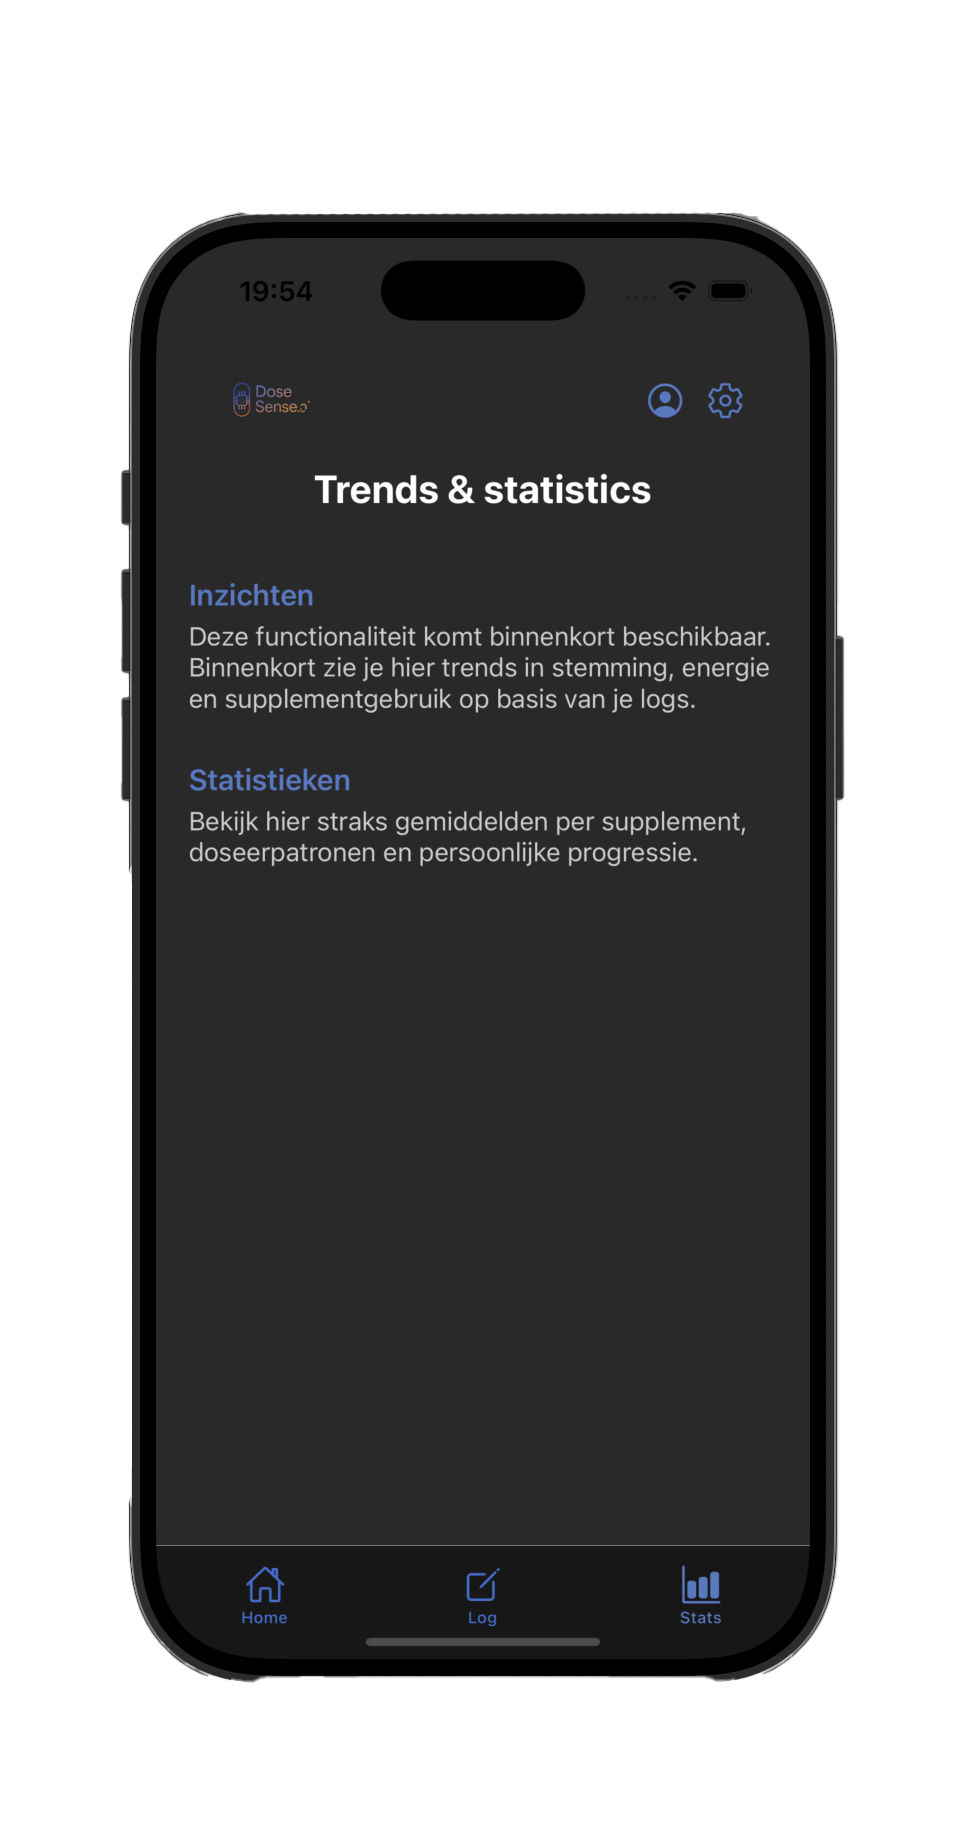 19:54
Dose
Sense
Trends & statistics
Inzichten
Deze functionaliteit komt binnenkort beschikbaar.
Binnenkort zie je hier trends in stemming, energie
en supplementgebruik op basis van je logs.
Statistieken
Bekijk hier straks gemiddelden per supplement,
doseerpatronen en persoonlijke progressie.
Home
Log
Stats